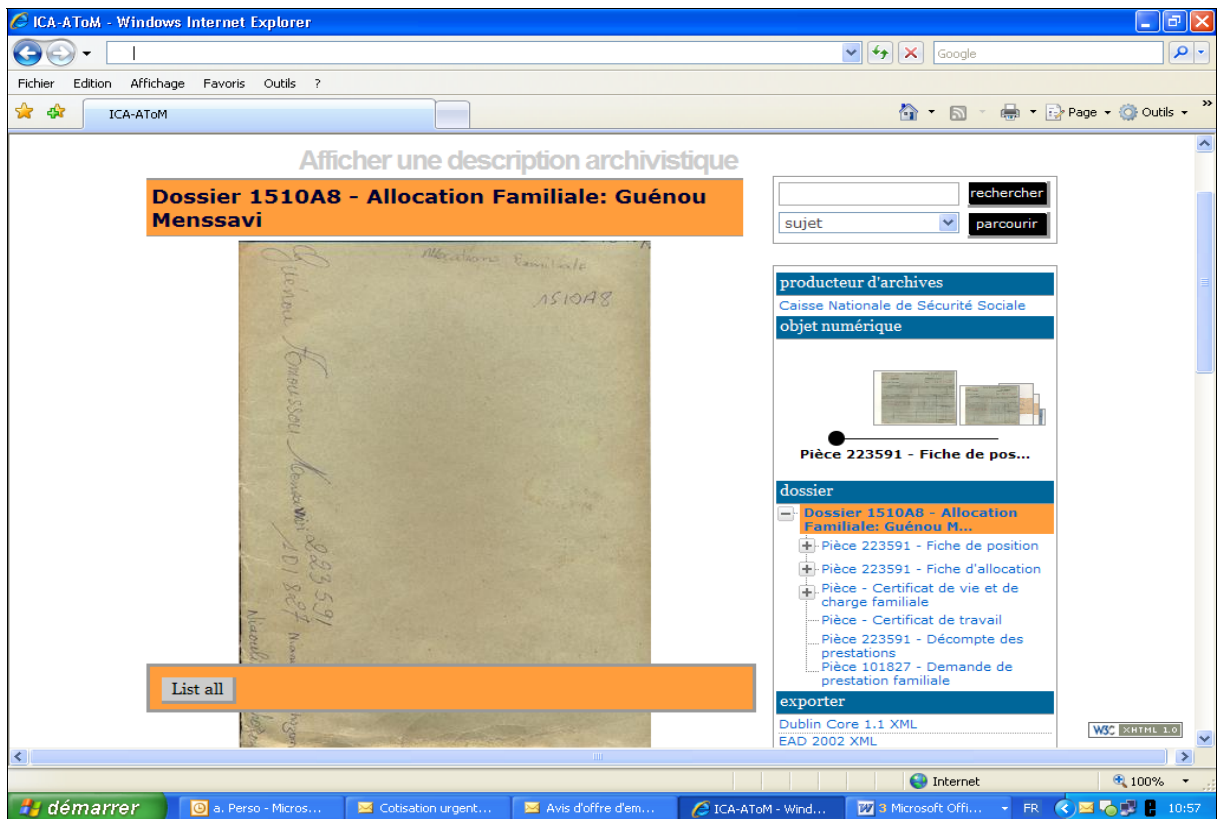 ICA-AToM - Windows Internet Explorer
Google
Fichier Edition Affichage Favoris Outils ?
ICA-AToM
Page
Outils
Afficher une description archivistique
Dossier 1510A8 - Allocation Familiale: Guénou
Menssavi
rechercher
sujet
parcourir
Allocations Familiale
1510A8
Guénou
223591
producteur d'archives
Caisse Nationale de Sécurité Sociale
objet numérique
Pièce 223591 - Fiche de pos...
dossier
Dossier 1510A8 - Allocation
Familiale: Guénou M...
Pièce 223591 - Fiche de position
Pièce 223591 - Fiche d'allocation
Pièce - Certificat de vie et de
charge familiale
Pièce - Certificat de travail
Pièce 223591 - Décompte des
prestations
Pièce 101827 - Demande de
prestation familiale
exporter
Dublin Core 1.1 XML
EAD 2002 XML
List all
W3C XHTML 1.0
Internet
100%
démarrer
a. Perso - Micros...
Cotisation urgent...
Avis d'offre d'em...
ICA-AToM - Wind...
3 Microsoft Offi...
FR
10:57